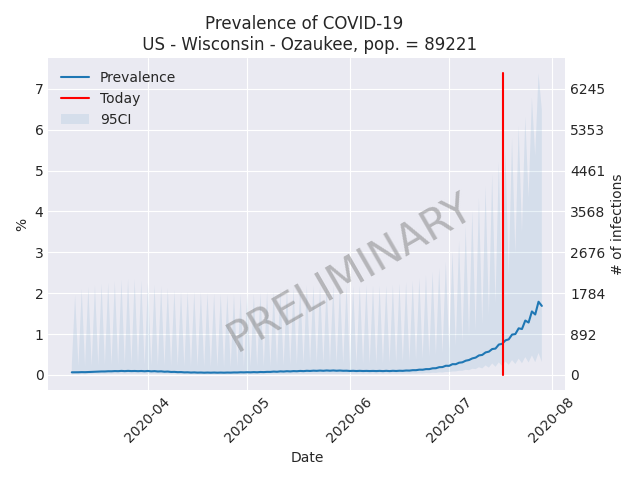 Prevalence of COVID-19
US - Wisconsin - Ozaukee, pop. = 89221
Prevalence
Today
95CI
7
6
5
4
3
2
1
0
%
6245
5353
4461
3568
2676
1784
892
0
# of infections
PRELIMINARY
2020-04
2020-05
2020-06
2020-07
2020-08
Date